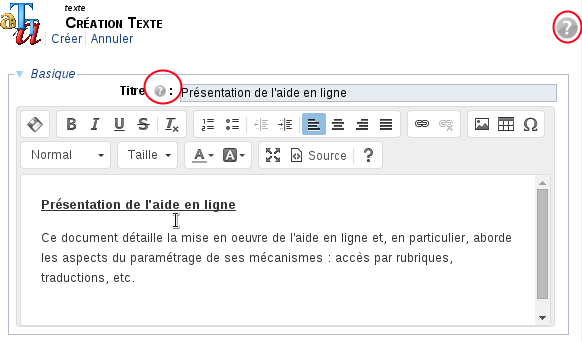 texte
CRÉATION TEXTE
Créer Annuler
Basique
Titre ? :
Présentation de l'aide en ligne
B I U S Ix Ω
Normal Taille A A Source ?
Présentation de l'aide en ligne
Ce document détaille la mise en oeuvre de l'aide en ligne et, en particulier, aborde
les aspects du paramétrage de ses mécanismes : accès par rubriques,
traductions, etc.